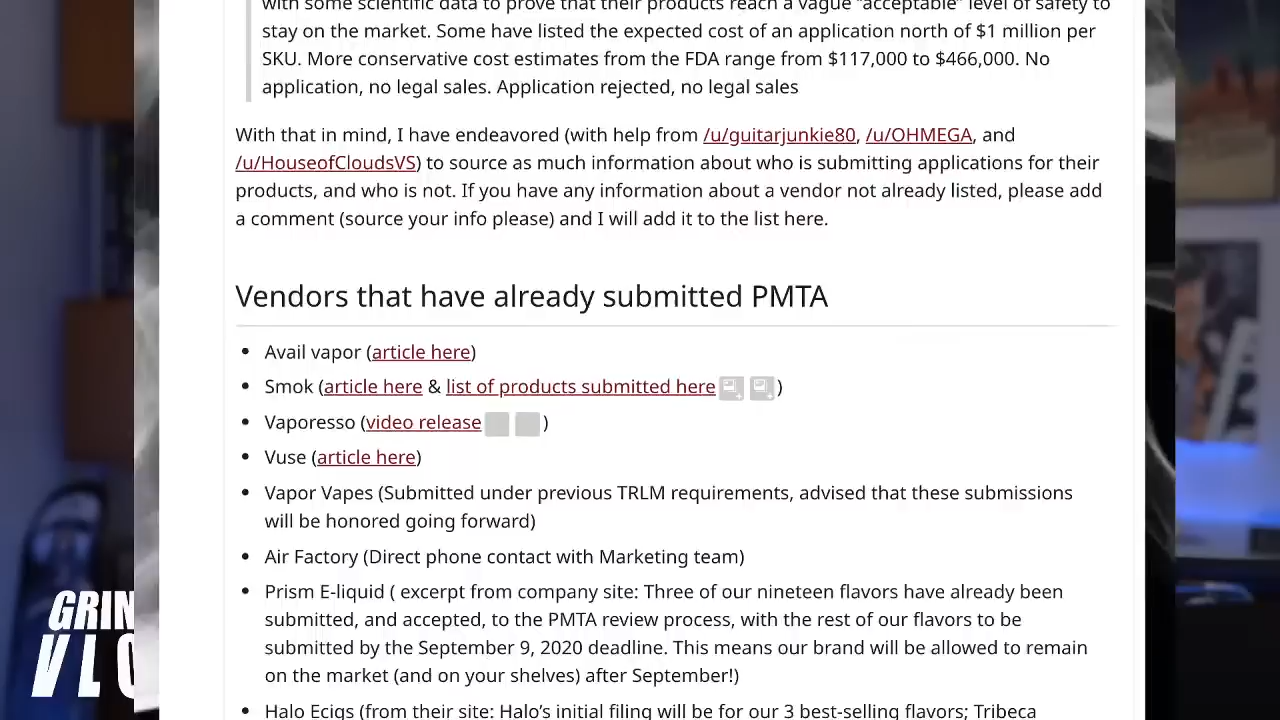 with some scientific data to prove that their products reach a vague “acceptable” level of safety to
stay on the market. Some have listed the expected cost of an application north of $1 million per
SKU. More conservative cost estimates from the FDA range from $117,000 to $466,000. No
application, no legal sales. Application rejected, no legal sales
With that in mind, I have endeavored (with help from /u/guitarjunkie80, /u/OHMEGA, and
/u/HouseofCloudsVS) to source as much information about who is submitting applications for their
products, and who is not. If you have any information about a vendor not already listed, please add
a comment (source your info please) and I will add it to the list here.
Vendors that have already submitted PMTA
• Avail vapor (article here)
• Smok (article here & list of products submitted here)
• Vaporesso (video release)
• Vuse (article here)
• Vapor Vapes (Submitted under previous TRLM requirements, advised that these submissions
will be honored going forward)
• Air Factory (Direct phone contact with Marketing team)
• Prism E-liquid ( excerpt from company site: Three of our nineteen flavors have already been
submitted, and accepted, to the PMTA review process, with the rest of our flavors to be
submitted by the September 9, 2020 deadline. This means our brand will be allowed to remain
on the market (and on your shelves) after September!)
• Halo Ecigs (from their site: Halo’s initial filing will be for our 3 best-selling flavors; Tribeca
GRIN
VLO